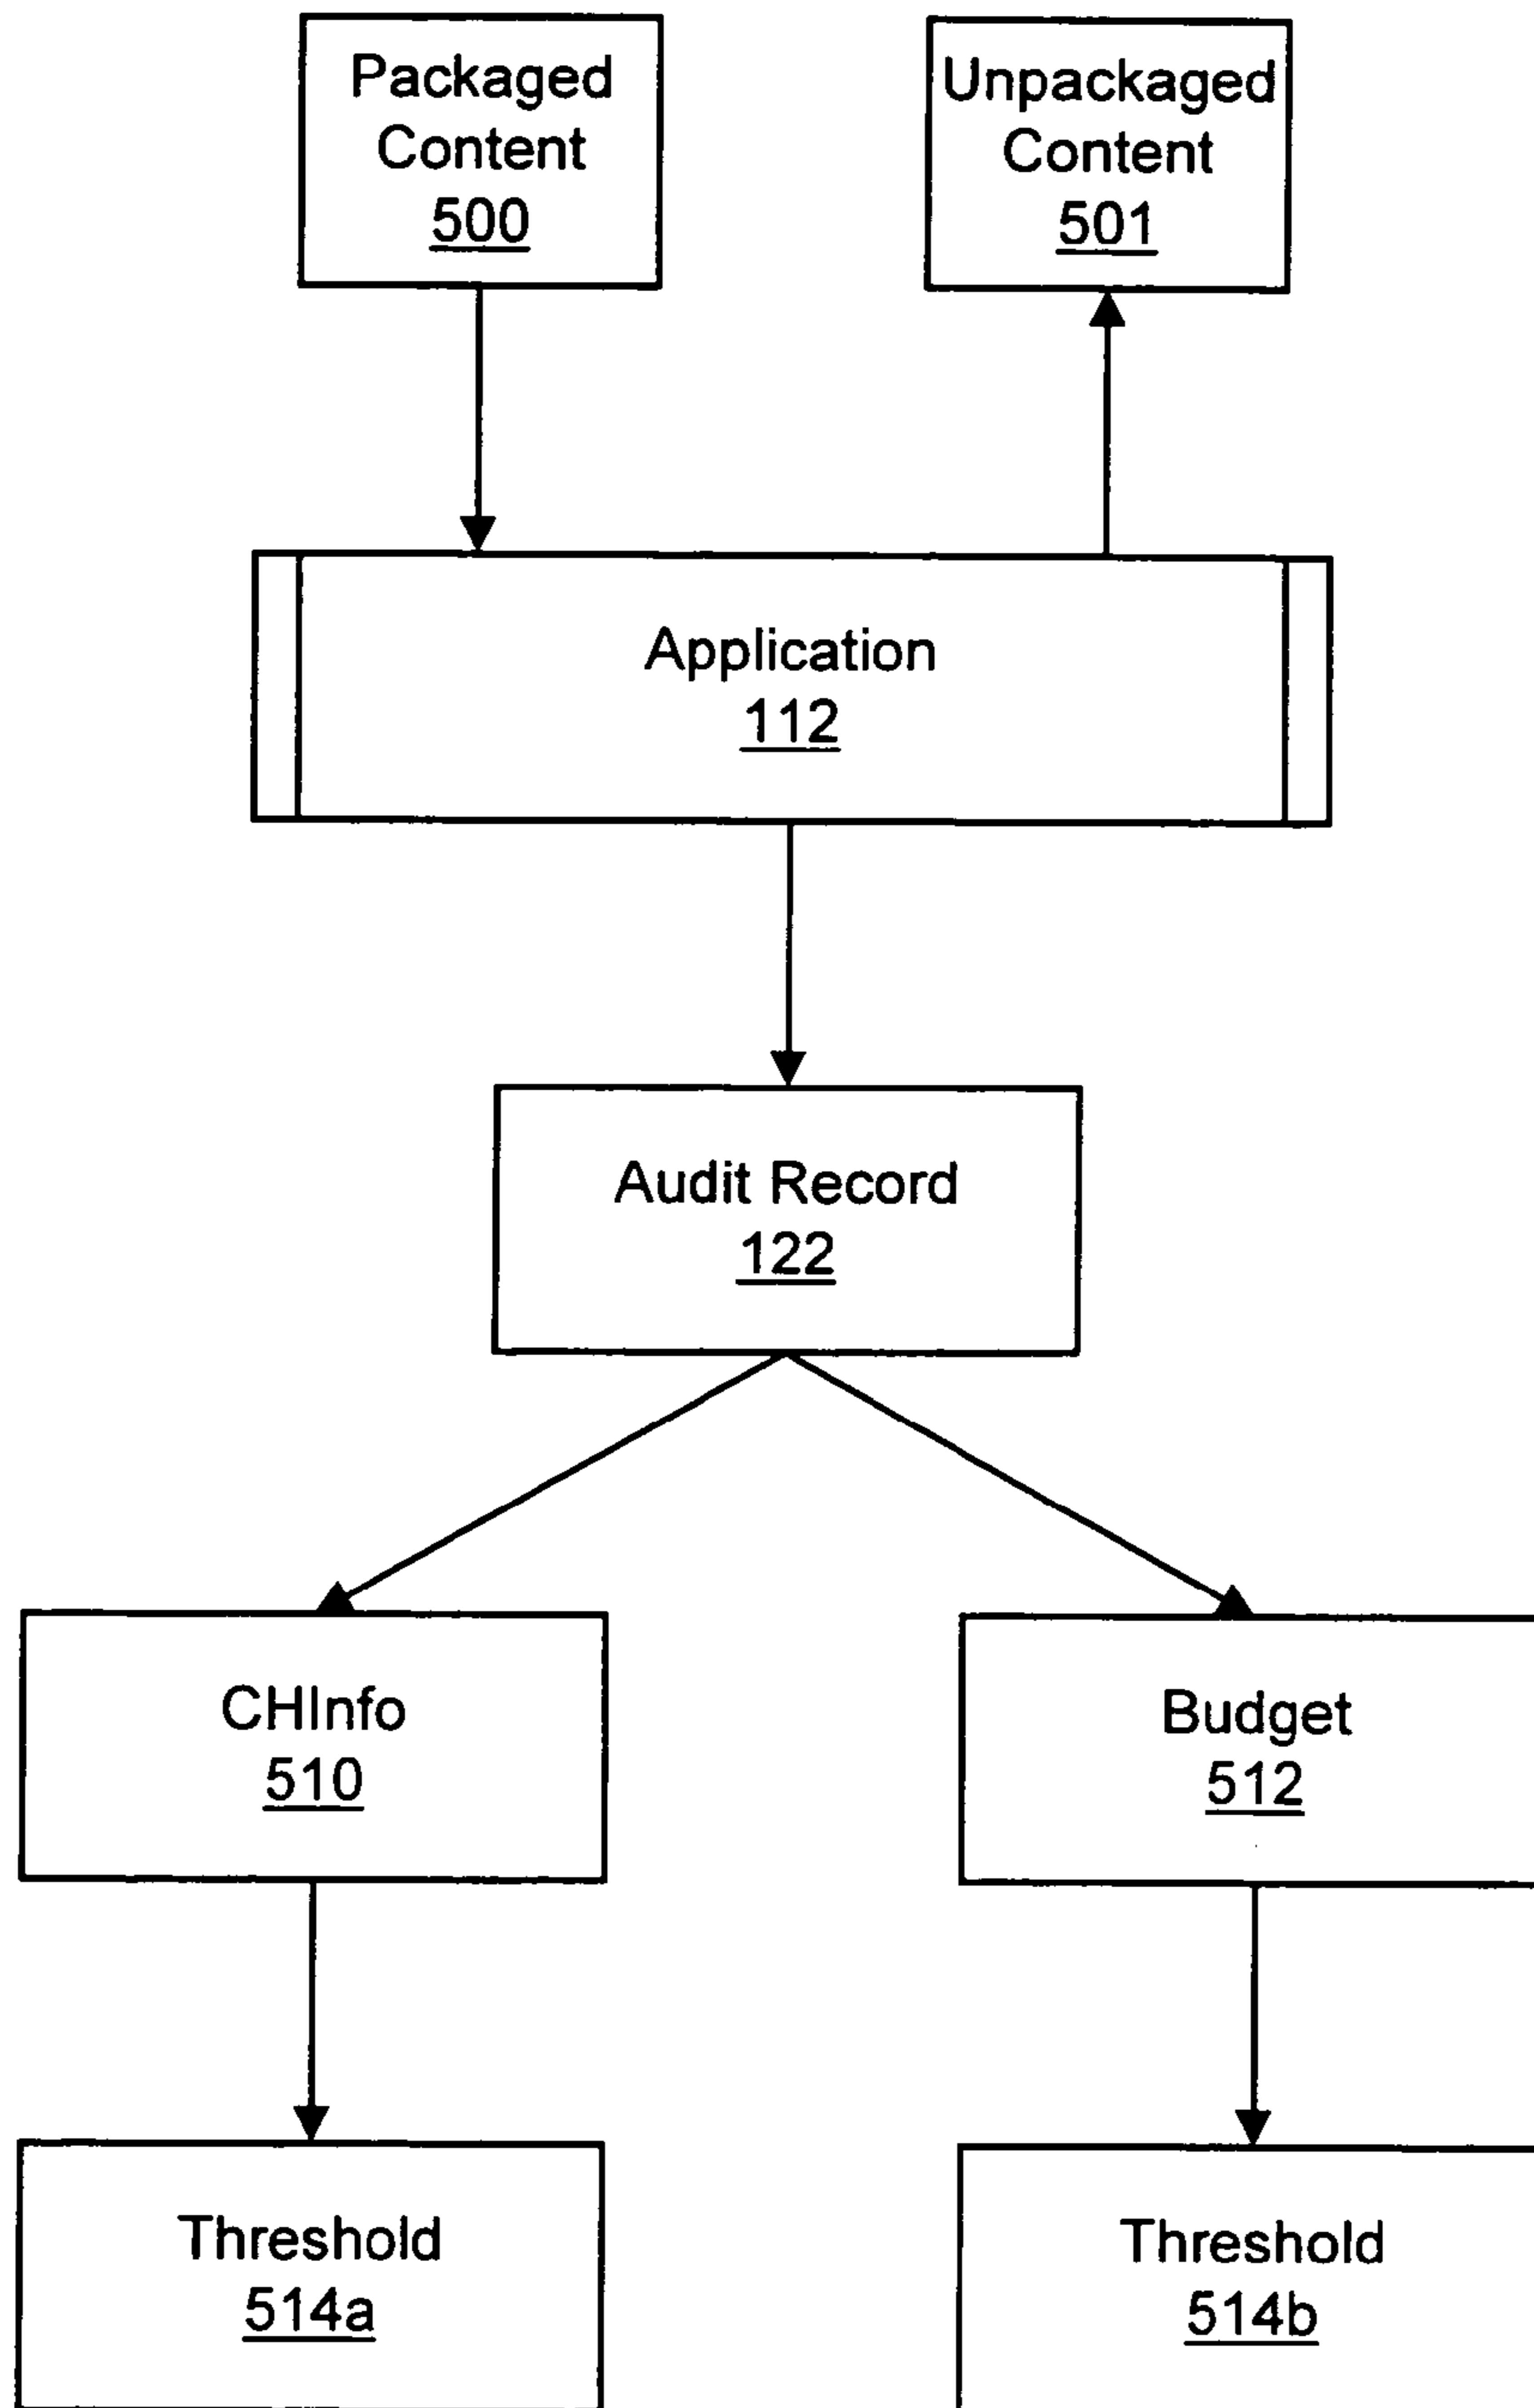 Packaged
Content
500
Unpackaged
Content
501
Application
112
Audit Record
122
CHInfo
510
Budget
512
Threshold
514a
Threshold
514b